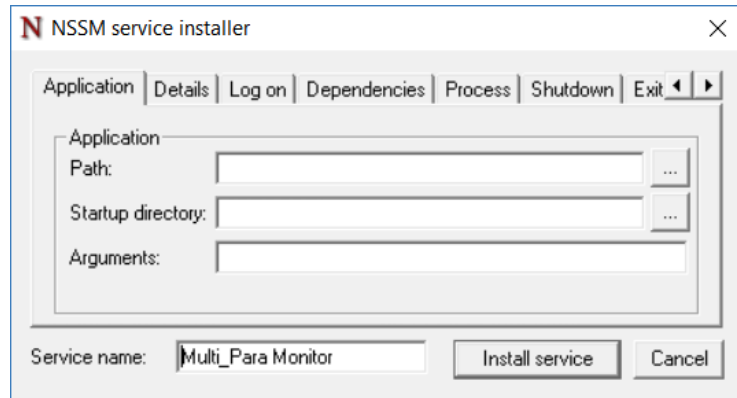 N NSSM service installer
Application Details Log on Dependencies Process Shutdown Exit
Application
Path:
...
Startup directory:
...
Arguments:
Service name: Multi_Para Monitor Install service Cancel